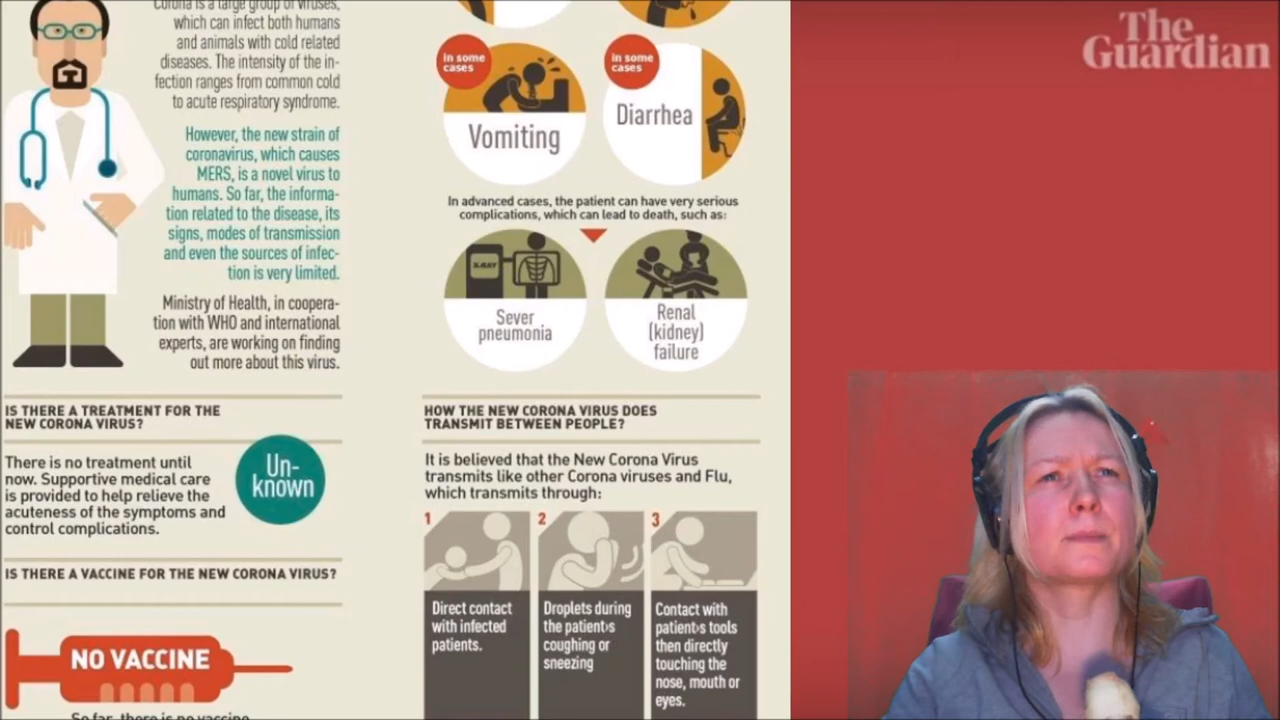 Corona is a large group of viruses,
which can infect both humans
and animals with cold related
diseases. The intensity of the in-
fection ranges from common cold
to acute respiratory syndrome.
However, the new strain of
coronavirus, which causes
MERS, is a novel virus to
humans. So far, the informa-
tion related to the disease, its
signs, modes of transmission
and even the sources of infec-
tion is very limited.
Ministry of Health, in coopera-
tion with WHO and international
experts, are working on finding
out more about this virus.
IS THERE A TREATMENT FOR THE
NEW CORONA VIRUS?
There is no treatment until
now. Supportive medical care
is provided to help relieve the
acuteness of the symptoms and
control complications.
Un-
known
IS THERE A VACCINE FOR THE NEW CORONA VIRUS?
NO VACCINE
So far, there is no vaccine
In some
cases
Vomiting
In some
cases
Diarrhea
In advanced cases, the patient can have very serious
complications, which can lead to death, such as:
X-RAY
Sever
pneumonia
Renal
(kidney)
failure
HOW THE NEW CORONA VIRUS DOES
TRANSMIT BETWEEN PEOPLE?
It is believed that the New Corona Virus
transmits like other Corona viruses and Flu,
which transmits through:
1
Direct contact
with infected
patients.
2
Droplets during
the patient›s
coughing or
sneezing
3
Contact with
patient›s tools
then directly
touching the
nose, mouth or
eyes.
The
Guardian